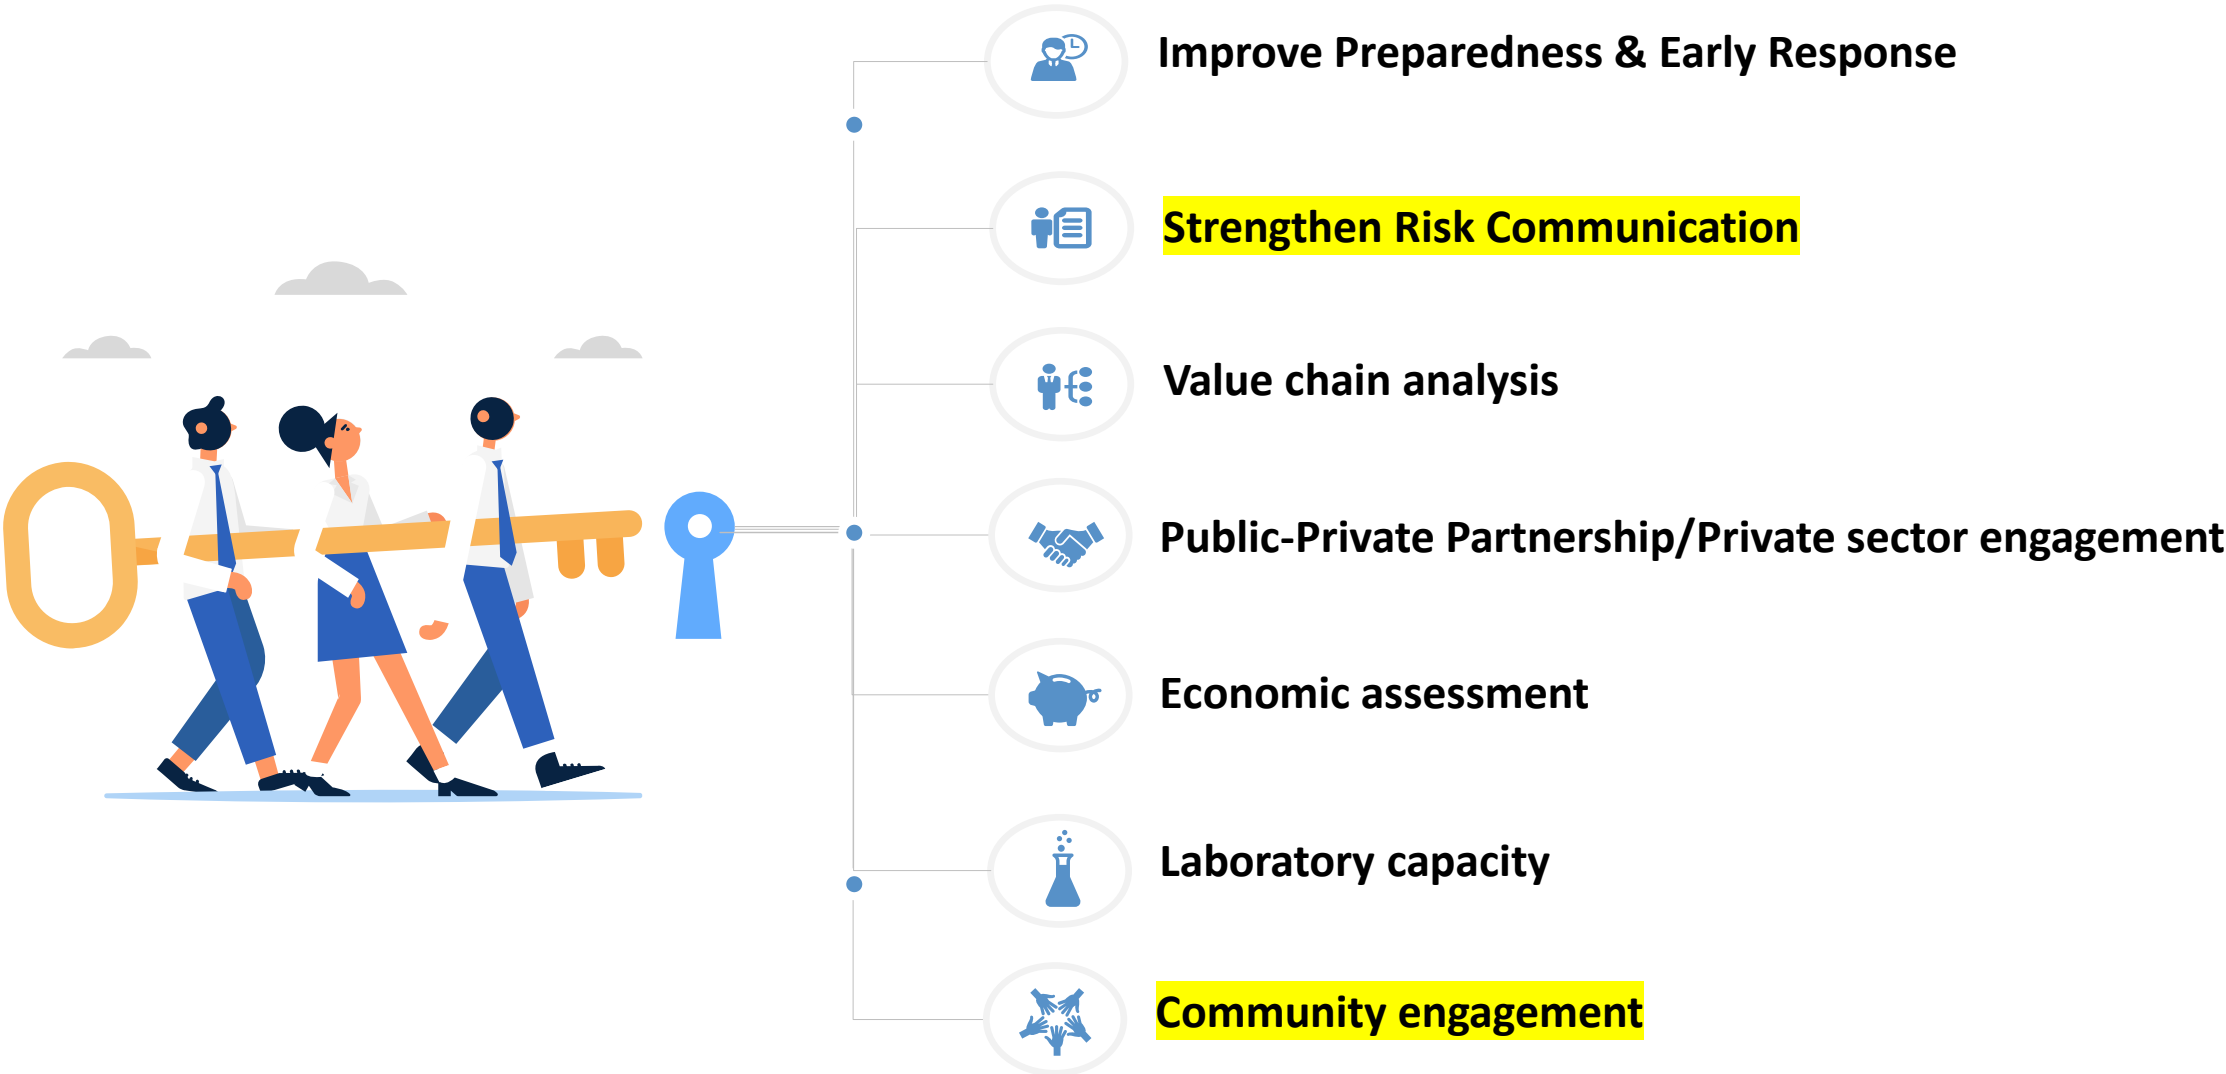 Improve Preparedness & Early Response
Strengthen Risk Communication
Value chain analysis
Public-Private Partnership/Private sector engagement
Economic assessment
Laboratory capacity
Community engagement